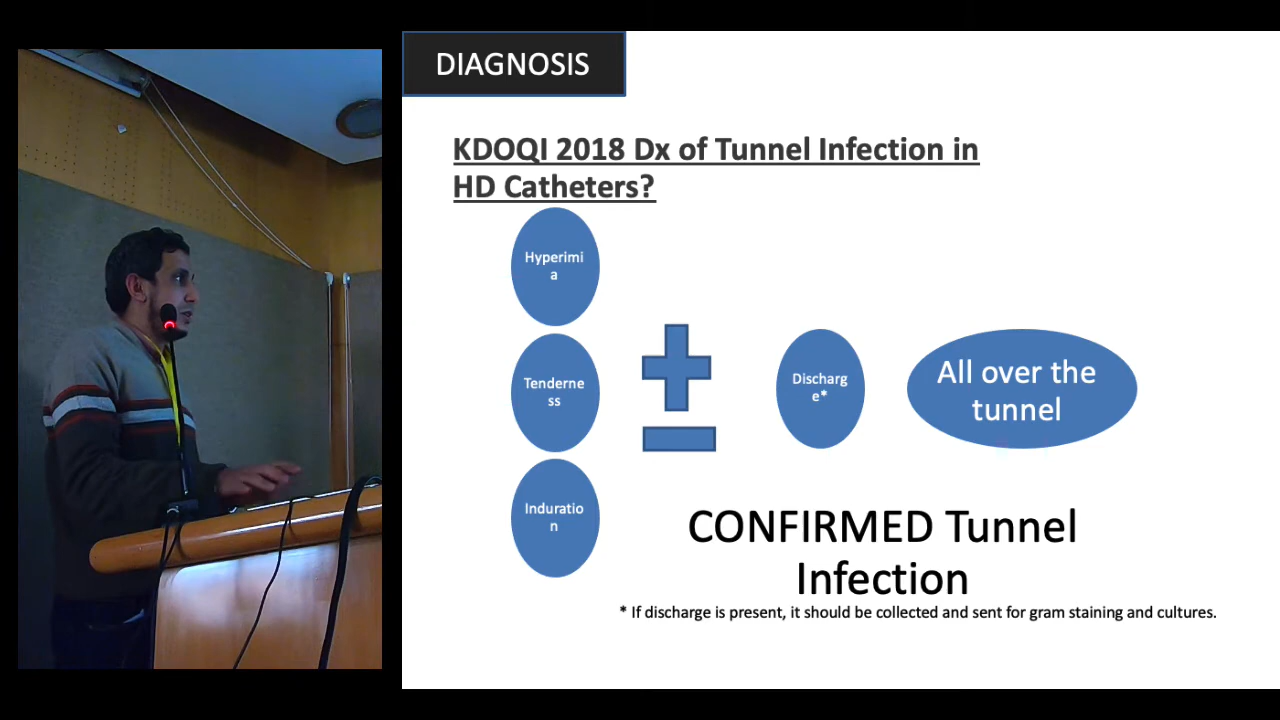 DIAGNOSIS
KDOQI 2018 Dx of Tunnel Infection in
HD Catheters?
Hyperimi
a
Tenderne
ss
Induratio
n
Discharg
e*
All over the
tunnel
CONFIRMED Tunnel
Infection
* If discharge is present, it should be collected and sent for gram staining and cultures.